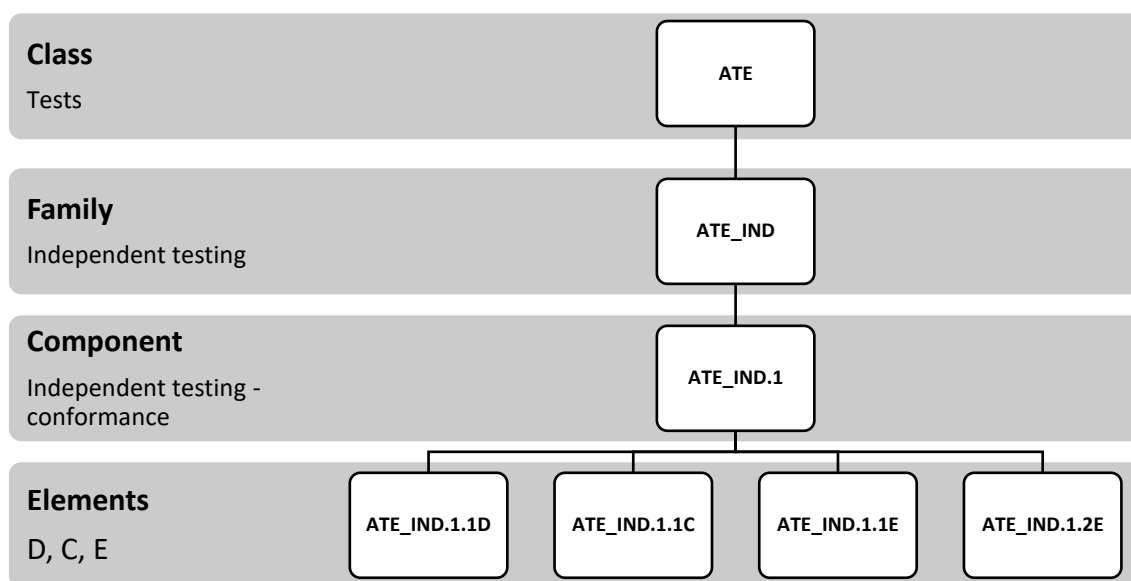 Class
Tests
ATE
Family
Independent testing
ATE_IND
Component
Independent testing -
conformance
ATE_IND.1
Elements
D, C, E
ATE_IND.1.1D
ATE_IND.1.1C
ATE_IND.1.1E
ATE_IND.1.2E